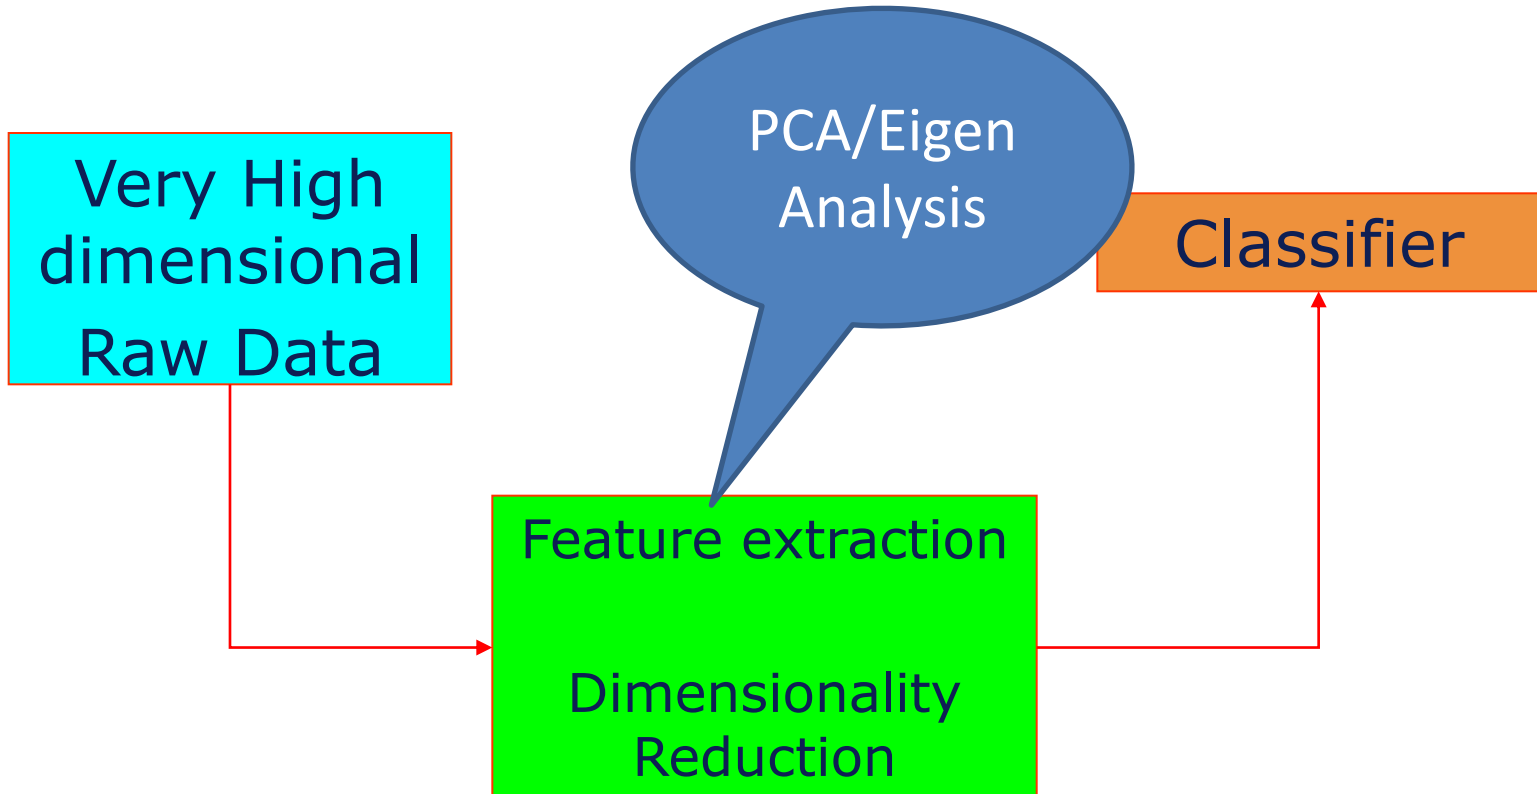 Very High
dimensional
Raw Data
PCA/Eigen
Analysis
Classifier
Feature extraction
Dimensionality
Reduction